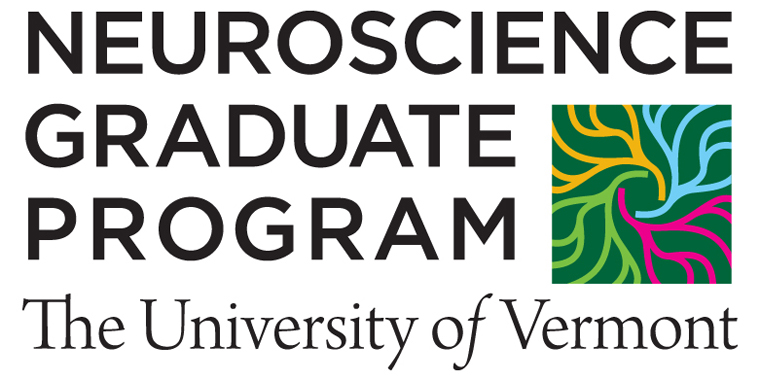 NEUROSCIENCE
GRADUATE
PROGRAM
The University of Vermont